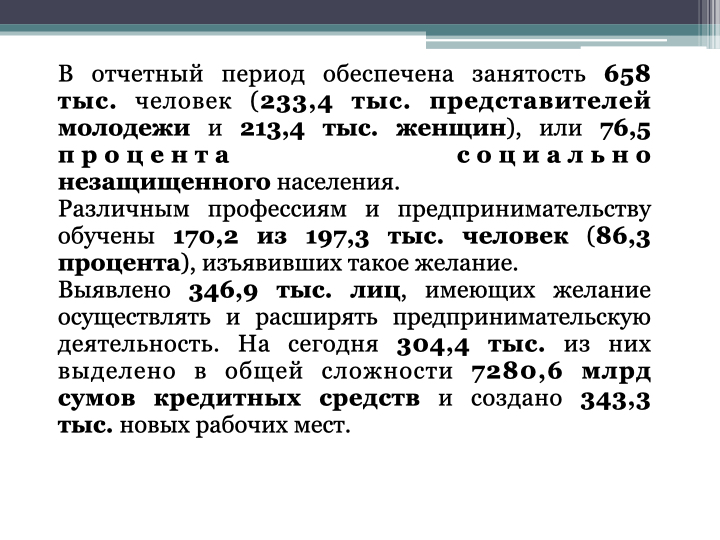 В отчетный период обеспечена занятость 658
тыс. человек (233,4 тыс. представителей
молодежи и 213,4 тыс. женщин), или 76,5
процента социально
незащищенного населения.
Различным профессиям и предпринимательству
обучены 170,2 из 197,3 тыс. человек (86,3
процента), изъявивших такое желание.
Выявлено 346,9 тыс. лиц, имеющих желание
осуществлять и расширять предпринимательскую
деятельность. На сегодня 304,4 тыс. из них
выделено в общей сложности 7280,6 млрд
сумов кредитных средств и создано 343,3
тыс. новых рабочих мест.